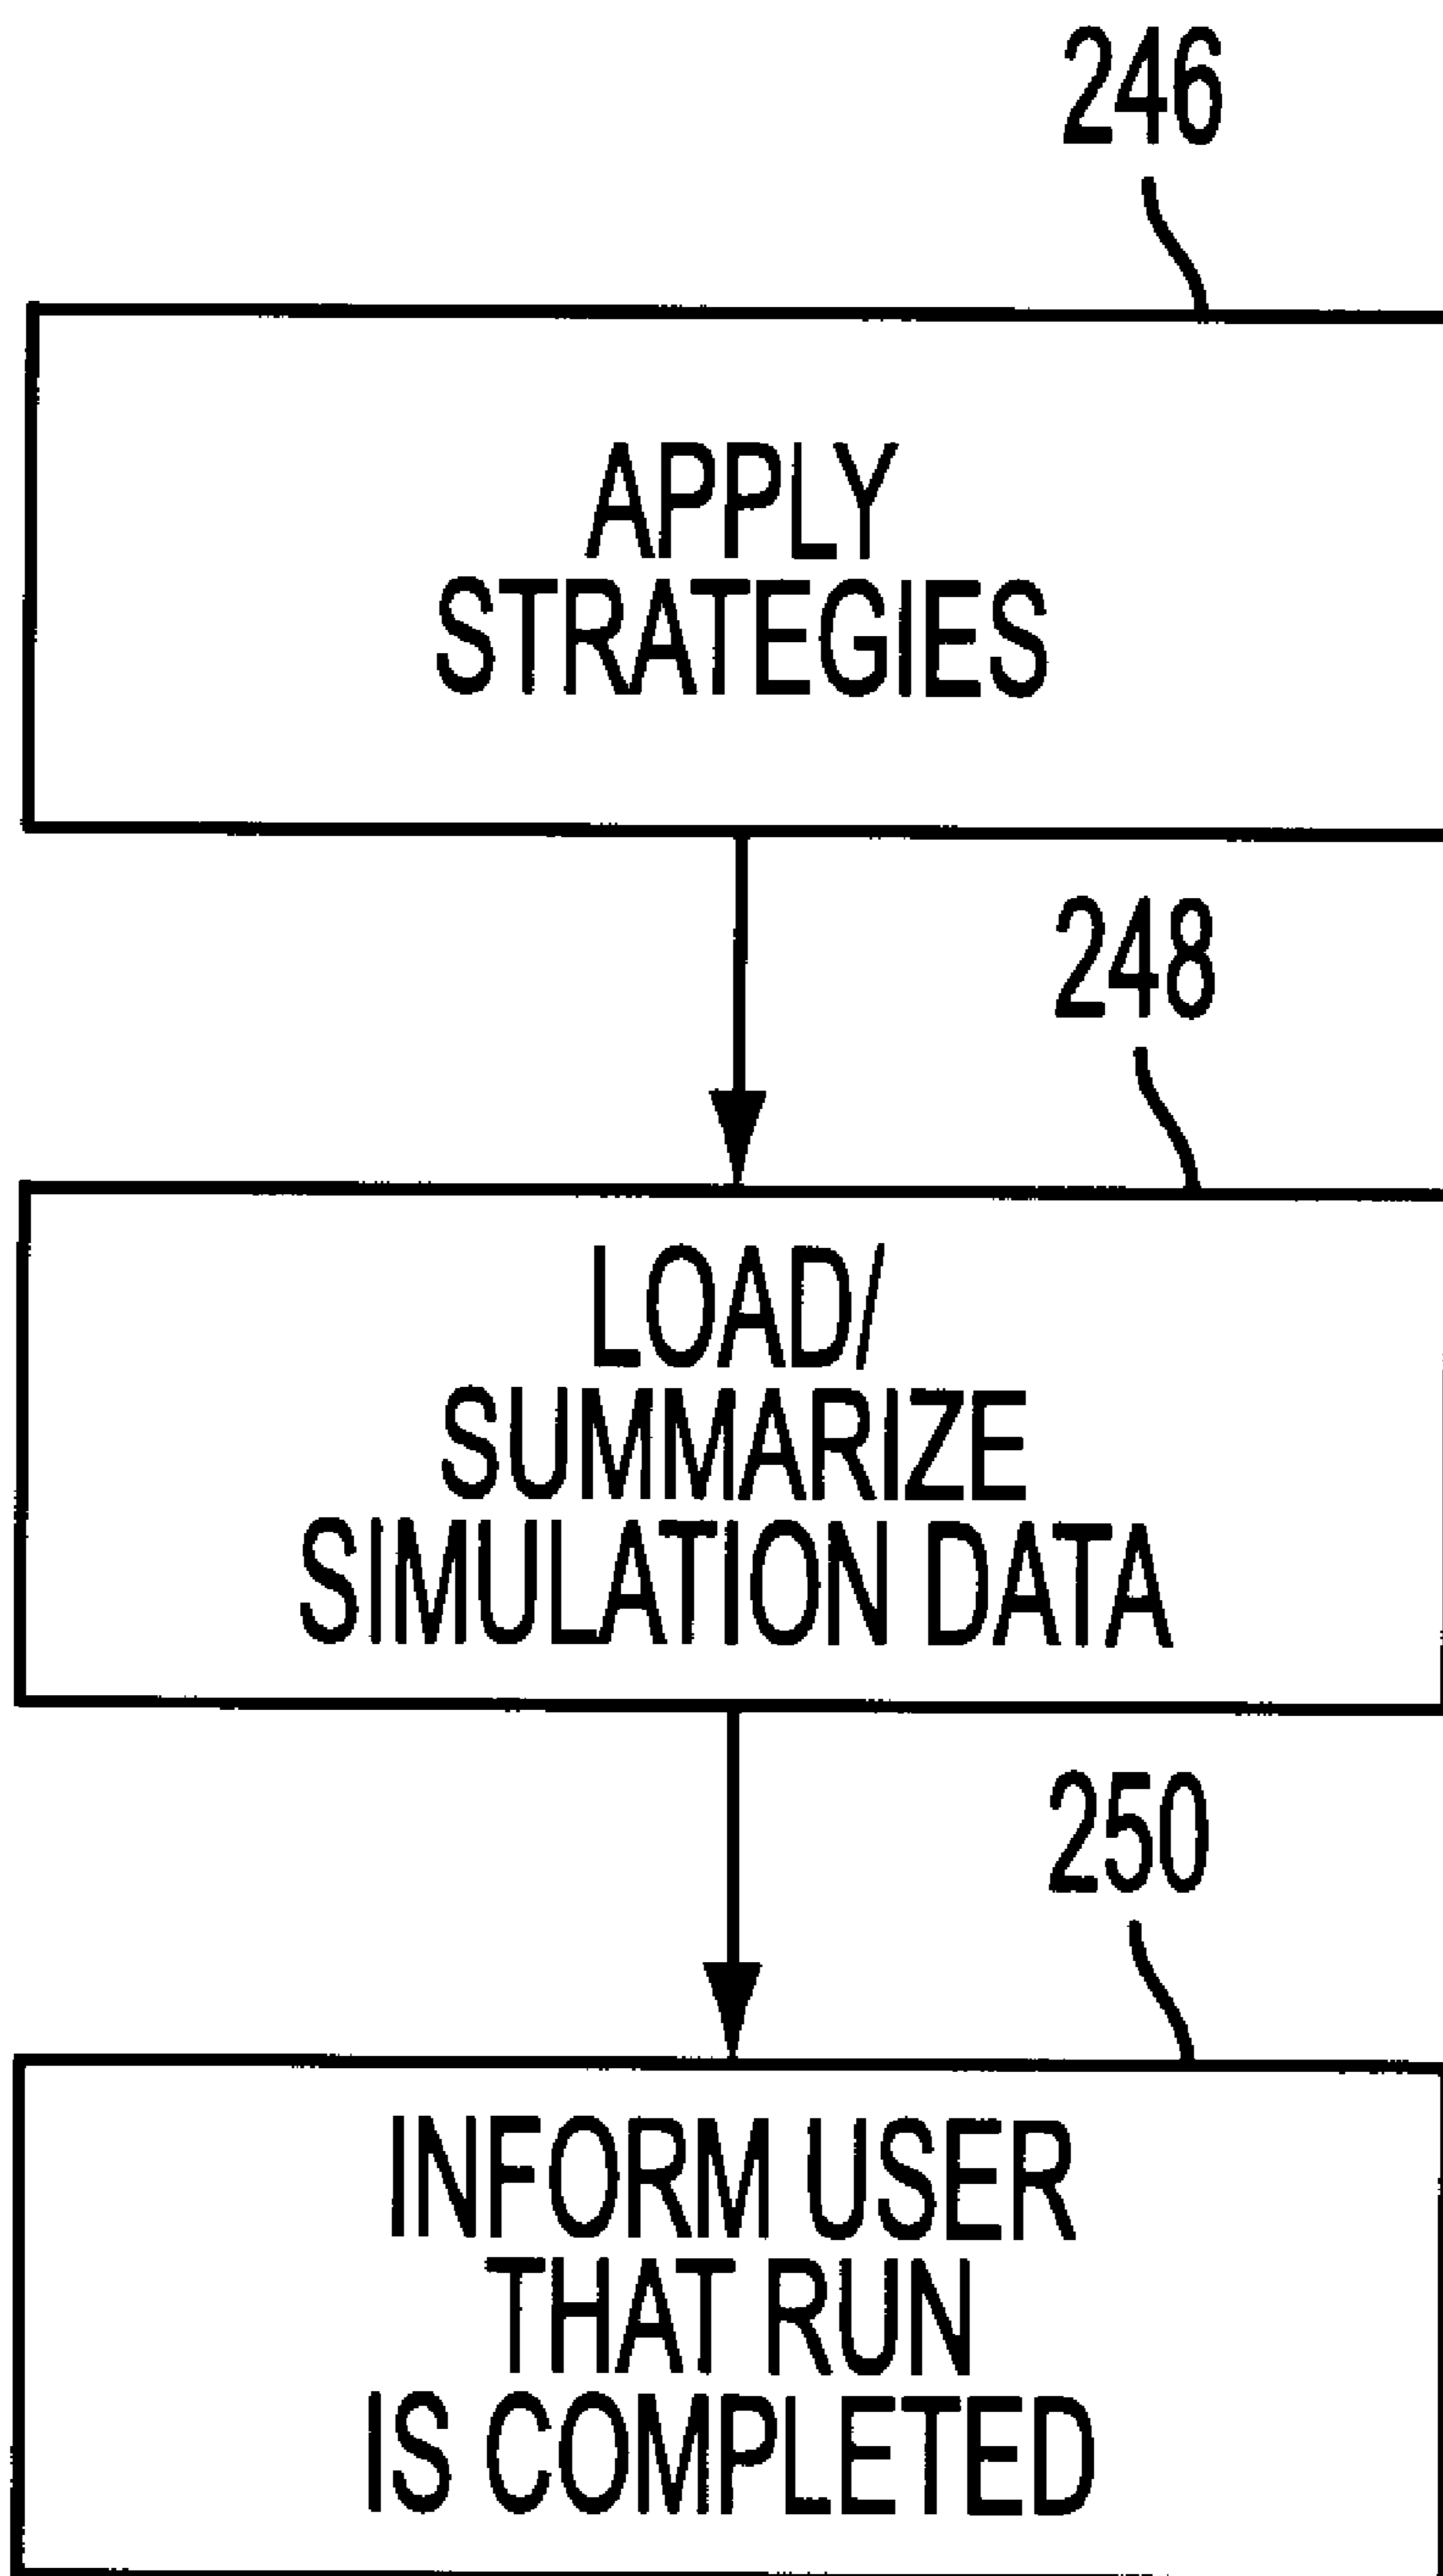 246
APPLY
STRATEGIES
248
LOAD/
SUMMARIZE
SIMULATION DATA
250
INFORM USER
THAT RUN
IS COMPLETED